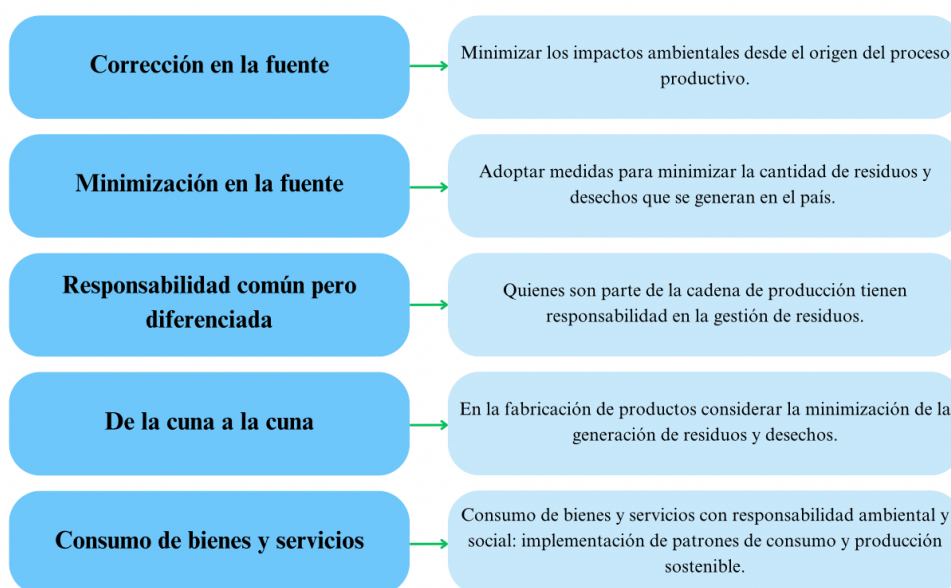 Corrección en la fuente
Minimizar los impactos ambientales desde el origen del proceso
productivo.
Minimización en la fuente
Adoptar medidas para minimizar la cantidad de residuos y
desechos que se generan en el país.
Responsabilidad común pero
diferenciada
Quienes son parte de la cadena de producción tienen
responsabilidad en la gestión de residuos.
De la cuna a la cuna
En la fabricación de productos considerar la minimización de la
generación de residuos y desechos.
Consumo de bienes y servicios
Consumo de bienes y servicios con responsabilidad ambiental y
social: implementación de patrones de consumo y producción
sostenible.